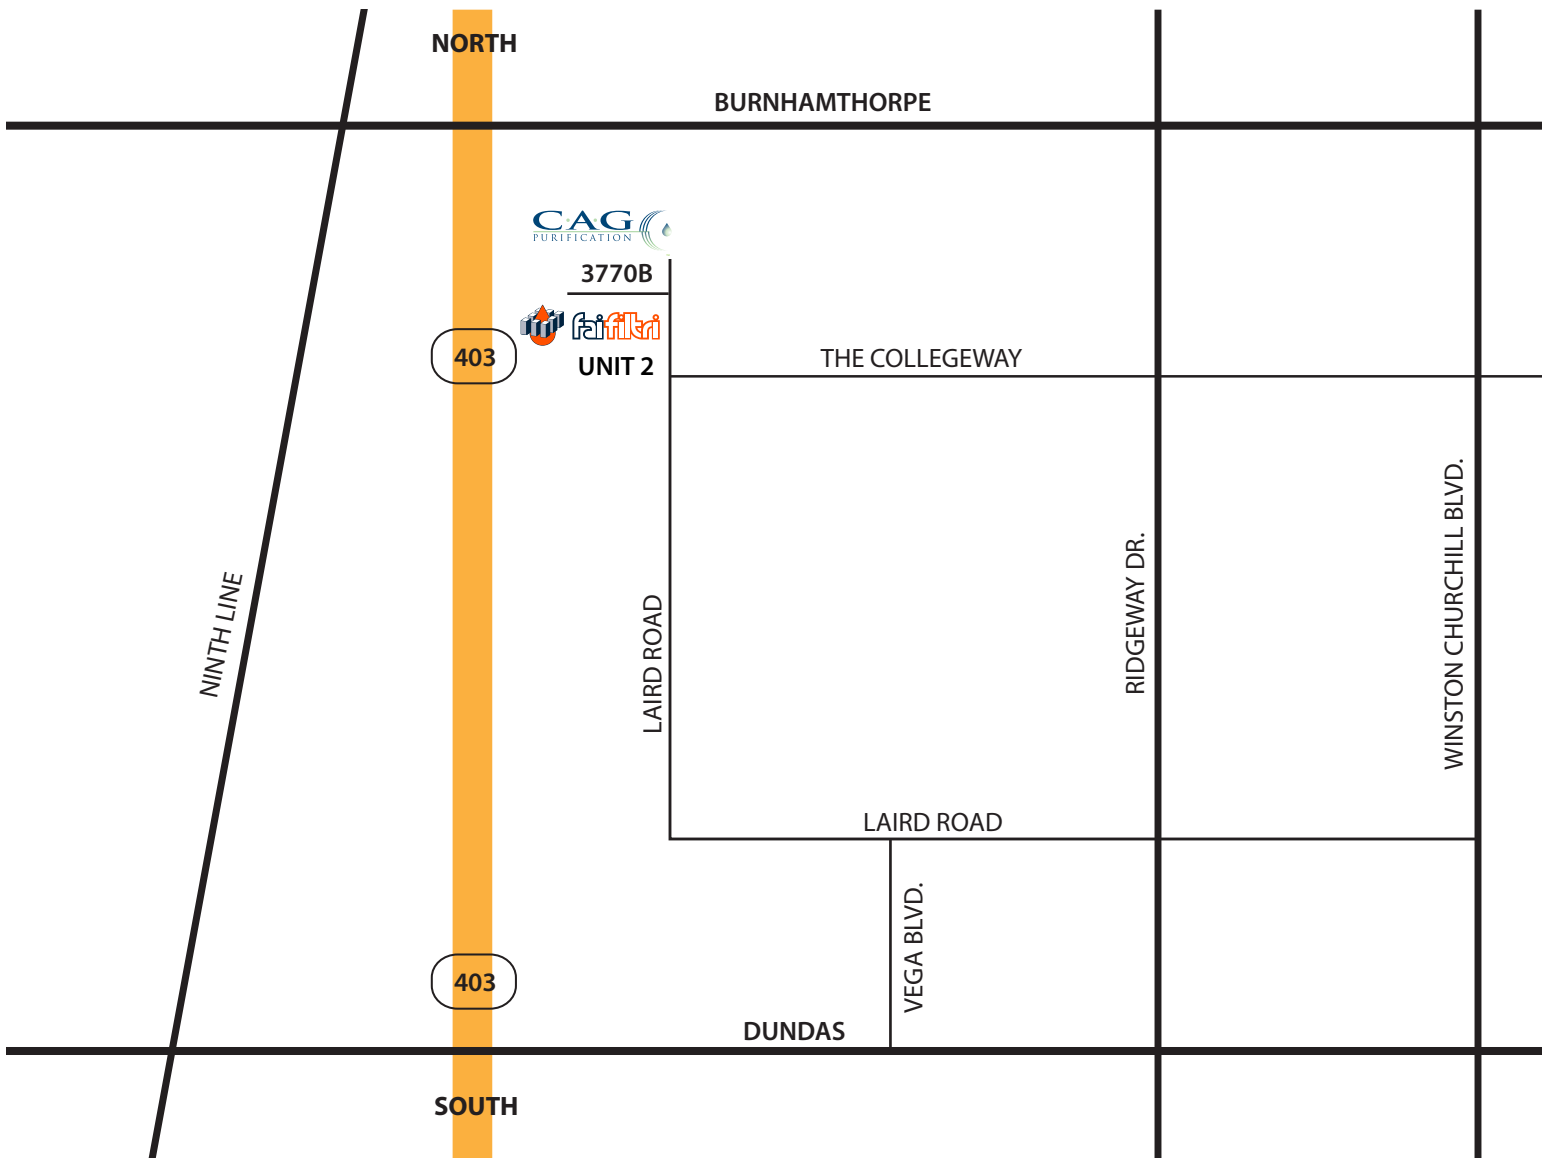 NORTH
BURNHAMTHORPE
C·A·G
PURIFICATION
3770B
faifiltri
403
UNIT 2
THE COLLEGEWAY
NINTH LINE
LAIRD ROAD
RIDGEWAY DR.
WINSTON CHURCHILL BLVD.
LAIRD ROAD
VEGA BLVD.
403
DUNDAS
SOUTH